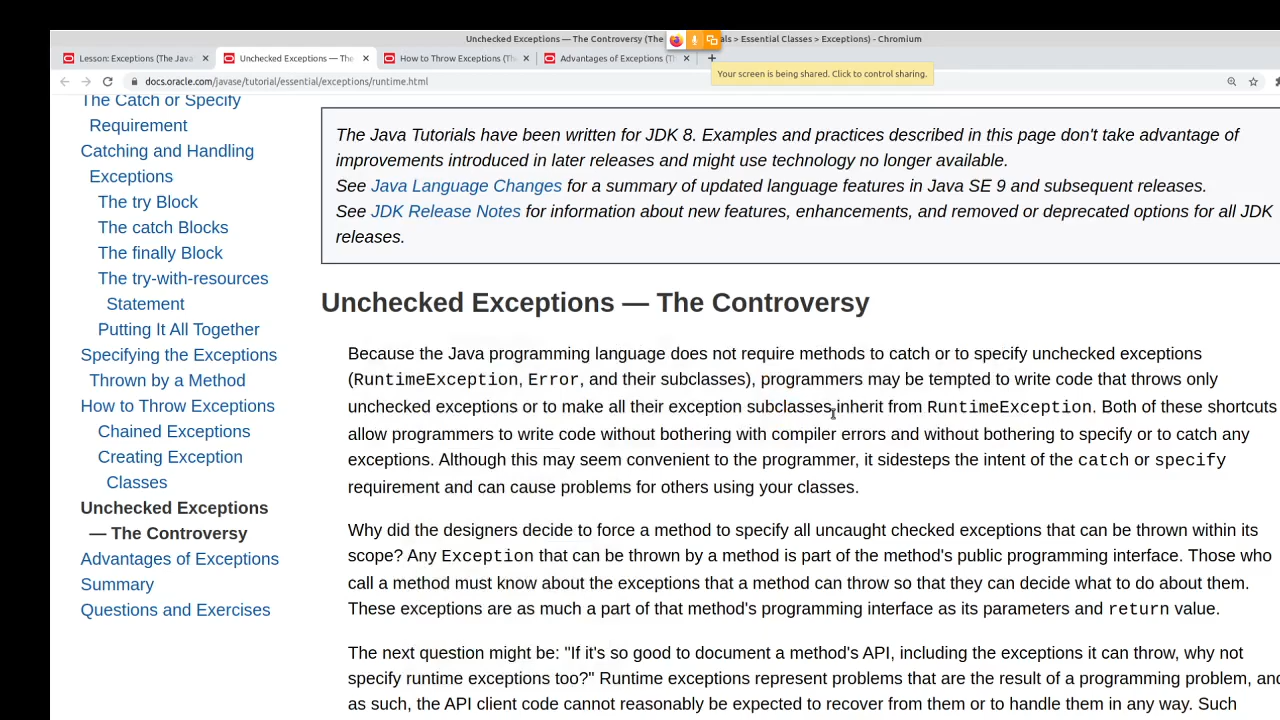 Unchecked Exceptions — The Controversy (The als > Essential Classes > Exceptions) - Chromium
Lesson: Exceptions (The Java
Unchecked Exceptions — The
How to Throw Exceptions (Th
Advantages of Exceptions (Th
Your screen is being shared. Click to control sharing.
docs.oracle.com/javase/tutorial/essential/exceptions/runtime.html
The Catch or Specify
Requirement
Catching and Handling
Exceptions
The try Block
The catch Blocks
The finally Block
The try-with-resources
Statement
Putting It All Together
Specifying the Exceptions
Thrown by a Method
How to Throw Exceptions
Chained Exceptions
Creating Exception
Classes
Unchecked Exceptions
— The Controversy
Advantages of Exceptions
Summary
Questions and Exercises
The Java Tutorials have been written for JDK 8. Examples and practices described in this page don't take advantage of
improvements introduced in later releases and might use technology no longer available.
See Java Language Changes for a summary of updated language features in Java SE 9 and subsequent releases.
See JDK Release Notes for information about new features, enhancements, and removed or deprecated options for all JDK
releases.
Unchecked Exceptions — The Controversy
Because the Java programming language does not require methods to catch or to specify unchecked exceptions
(RuntimeException, Error, and their subclasses), programmers may be tempted to write code that throws only
unchecked exceptions or to make all their exception subclasses inherit from RuntimeException. Both of these shortcuts
allow programmers to write code without bothering with compiler errors and without bothering to specify or to catch any
exceptions. Although this may seem convenient to the programmer, it sidesteps the intent of the catch or specify
requirement and can cause problems for others using your classes.
Why did the designers decide to force a method to specify all uncaught checked exceptions that can be thrown within its
scope? Any Exception that can be thrown by a method is part of the method's public programming interface. Those who
call a method must know about the exceptions that a method can throw so that they can decide what to do about them.
These exceptions are as much a part of that method's programming interface as its parameters and return value.
The next question might be: "If it's so good to document a method's API, including the exceptions it can throw, why not
specify runtime exceptions too?" Runtime exceptions represent problems that are the result of a programming problem, and
as such, the API client code cannot reasonably be expected to recover from them or to handle them in any way. Such